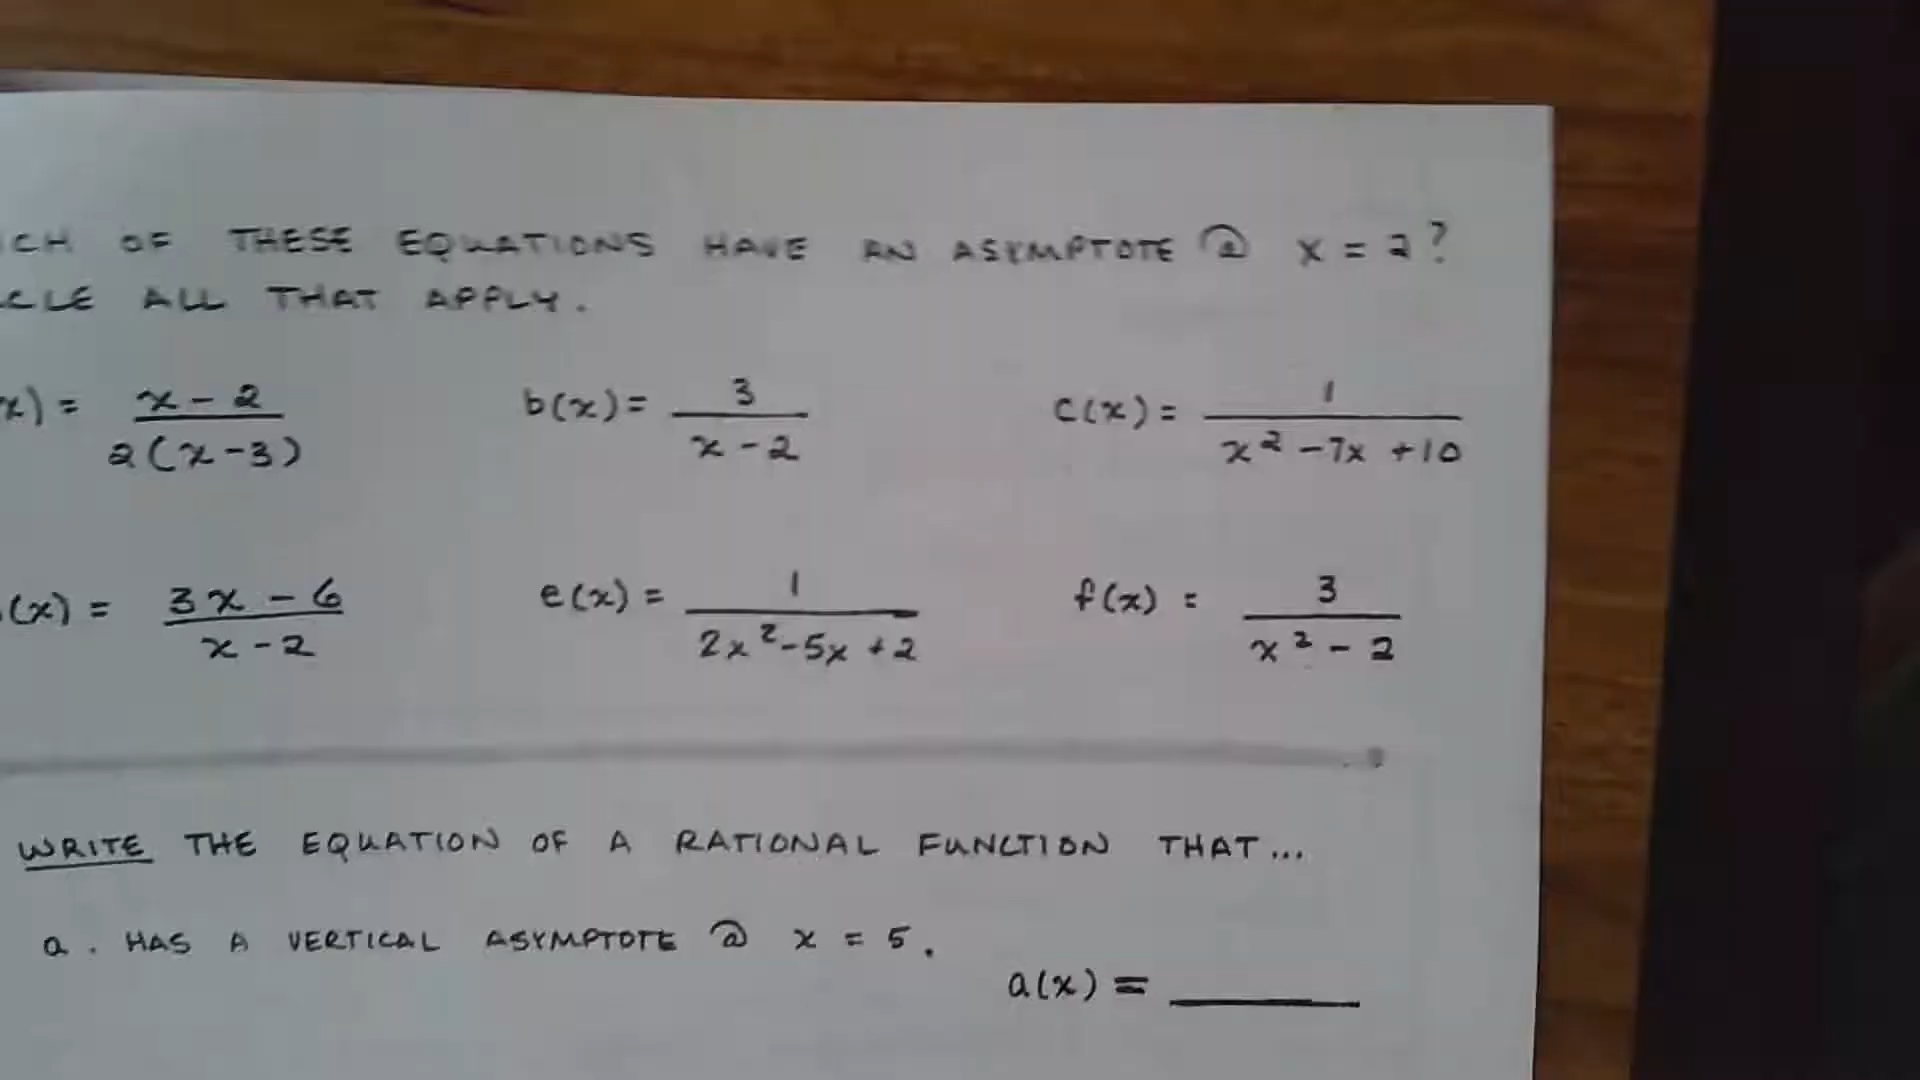 ICH OF THESE EQUATIONS HAVE AN ASYMPTOTE @ x = 2?
CLE ALL THAT APPLY.
x) = x - 2 / 2(x-3)
b(x) = 3 / x - 2
c(x) = 1 / x² - 7x + 10
(x) = 3x - 6 / x - 2
e(x) = 1 / 2x² - 5x + 2
f(x) = 3 / x² - 2
WRITE THE EQUATION OF A RATIONAL FUNCTION THAT...
a. HAS A VERTICAL ASYMPTOTE @ x = 5.
a(x) = ______